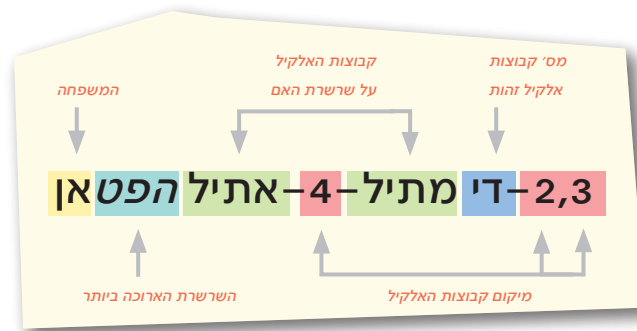 מס׳ קבוצות
אלקיל זהות
קבוצות האלקיל
על שרשרת האם
המשפחה
2,3–די מתיל–4–אתיל הפטאן
מיקום קבוצות האלקיל
השרשרת הארוכה ביותר